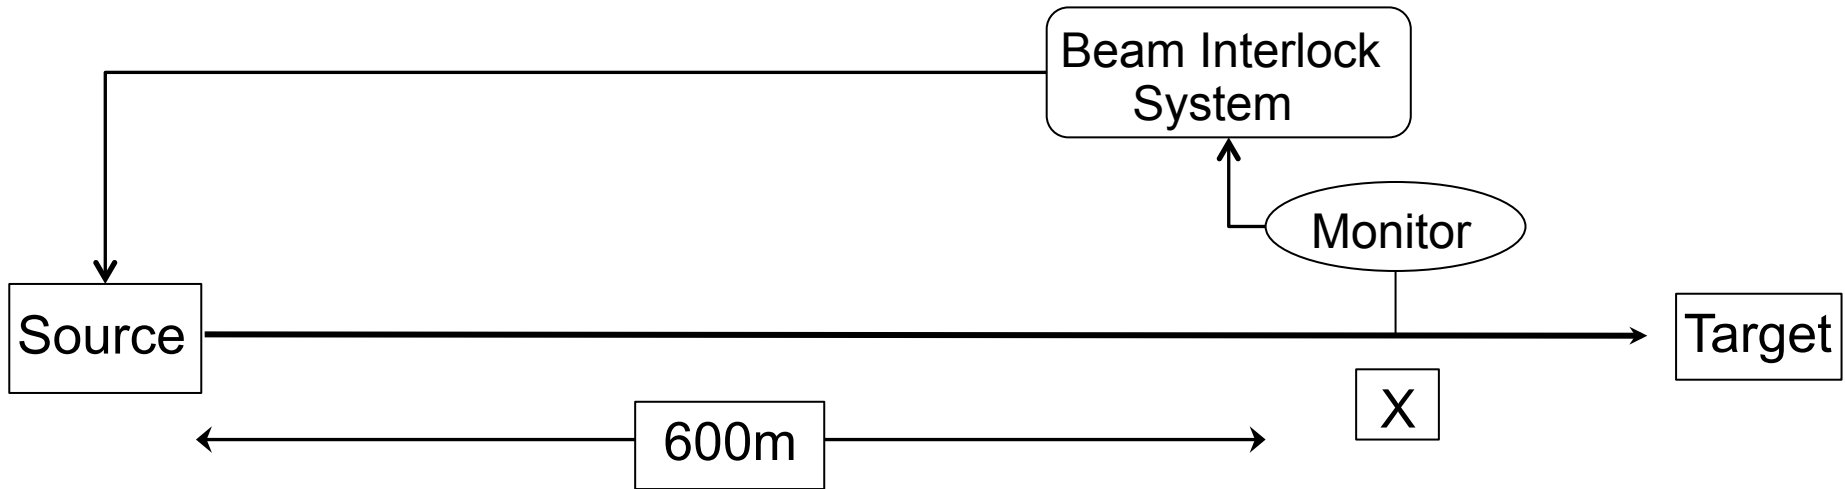 Beam Interlock
System
Monitor
Source
Target
X
600m